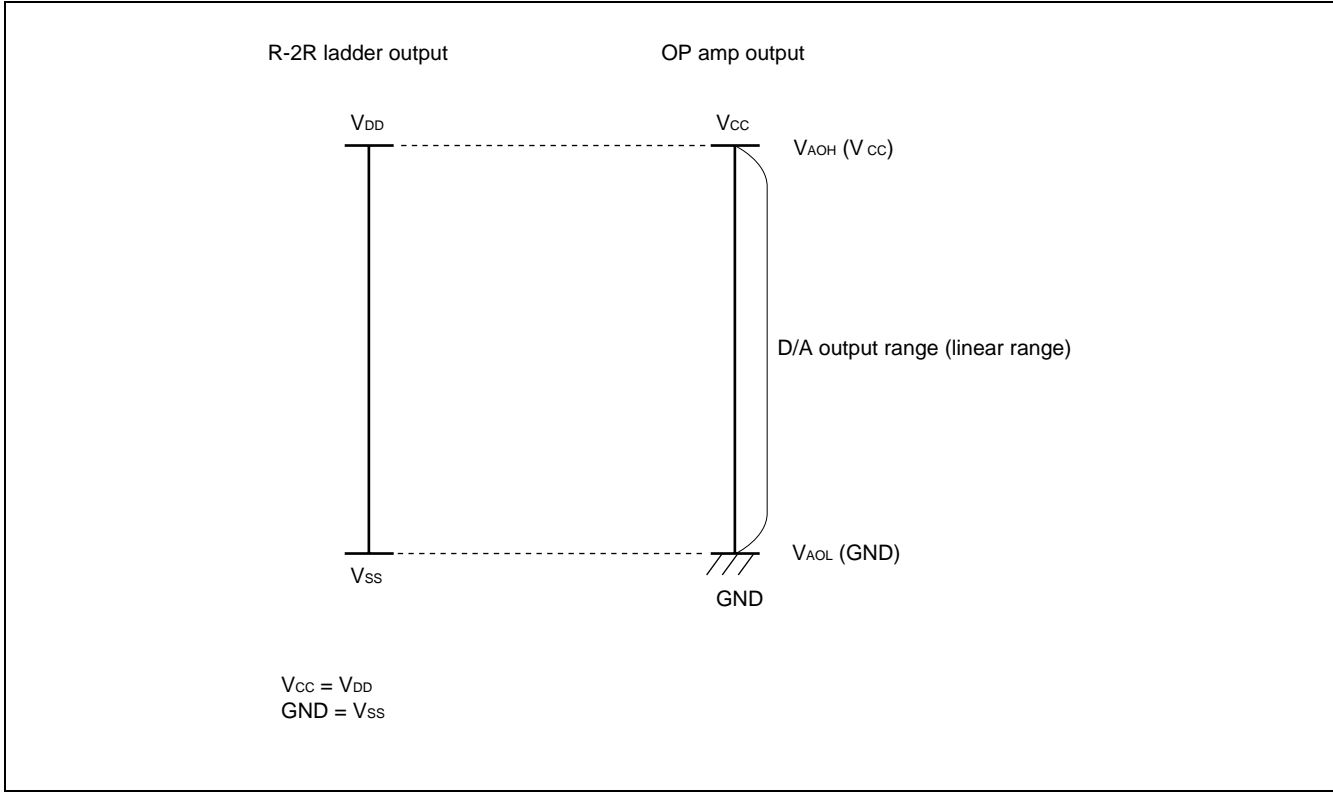 R-2R ladder output
OP amp output
VDD
VCC
VAOH (VCC)
D/A output range (linear range)
VAOL (GND)
VSS
GND
VCC = VDD
GND = VSS